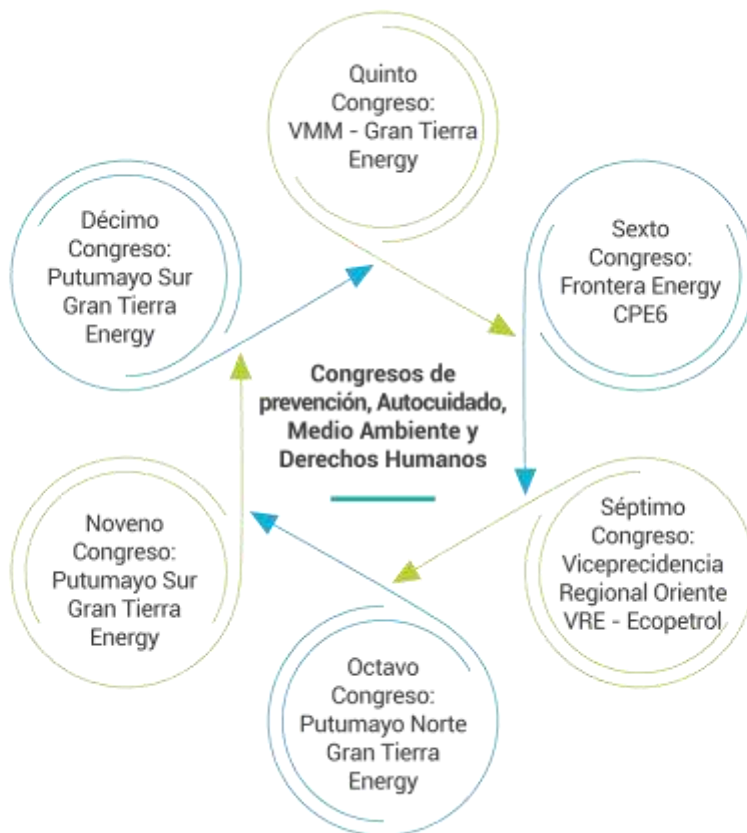 Quinto
Congreso:
VMM - Gran Tierra
Energy
Sexto
Congreso:
Frontera Energy
CPE6
Séptimo
Congreso:
Viceprecidencia
Regional Oriente
VRE - Ecopetrol
Octavo
Congreso:
Putumayo Norte
Gran Tierra
Energy
Noveno
Congreso:
Putumayo Sur
Gran Tierra
Energy
Décimo
Congreso:
Putumayo Sur
Gran Tierra
Energy
Congresos de
prevención, Autocuidado,
Medio Ambiente y
Derechos Humanos